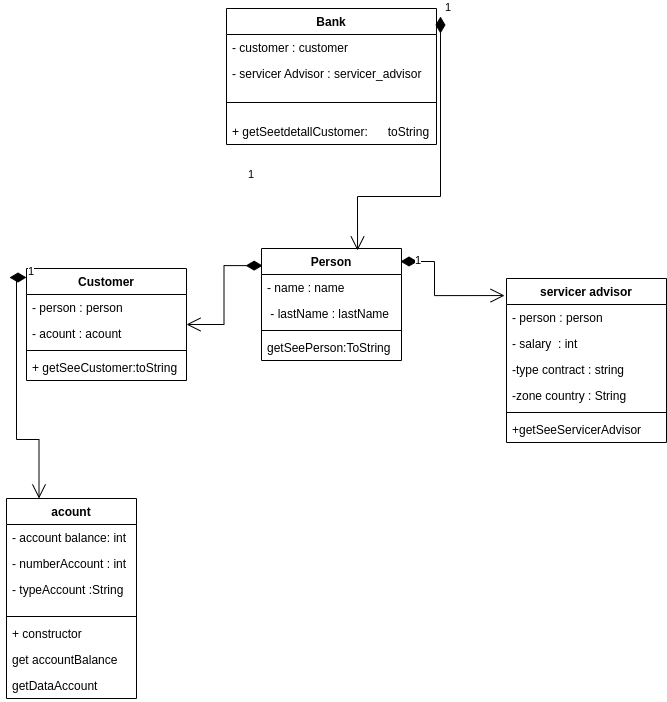 1
Bank
- customer : customer
- servicer Advisor : servicer_advisor
+ getSeetdetallCustomer: toString
1
Person
- name : name
- lastName : lastName
getSeePerson:ToString
1
1
Customer
- person : person
- acount : acount
+ getSeeCustomer:toString
servicer advisor
- person : person
- salary : int
-type contract : string
-zone country : String
+getSeeServicerAdvisor
acount
- account balance: int
- numberAccount : int
- typeAccount :String
+ constructor
get accountBalance
getDataAccount